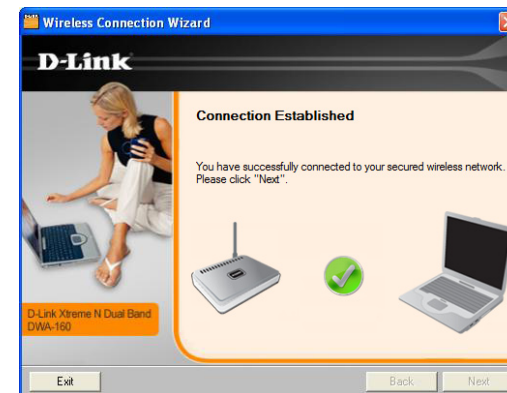 Wireless Connection Wizard
D-Link
Connection Established
You have successfully connected to your secured wireless network.
Please click "Next".
D-Link Xtreme N Dual Band
DWA-160
Exit
Back
Next